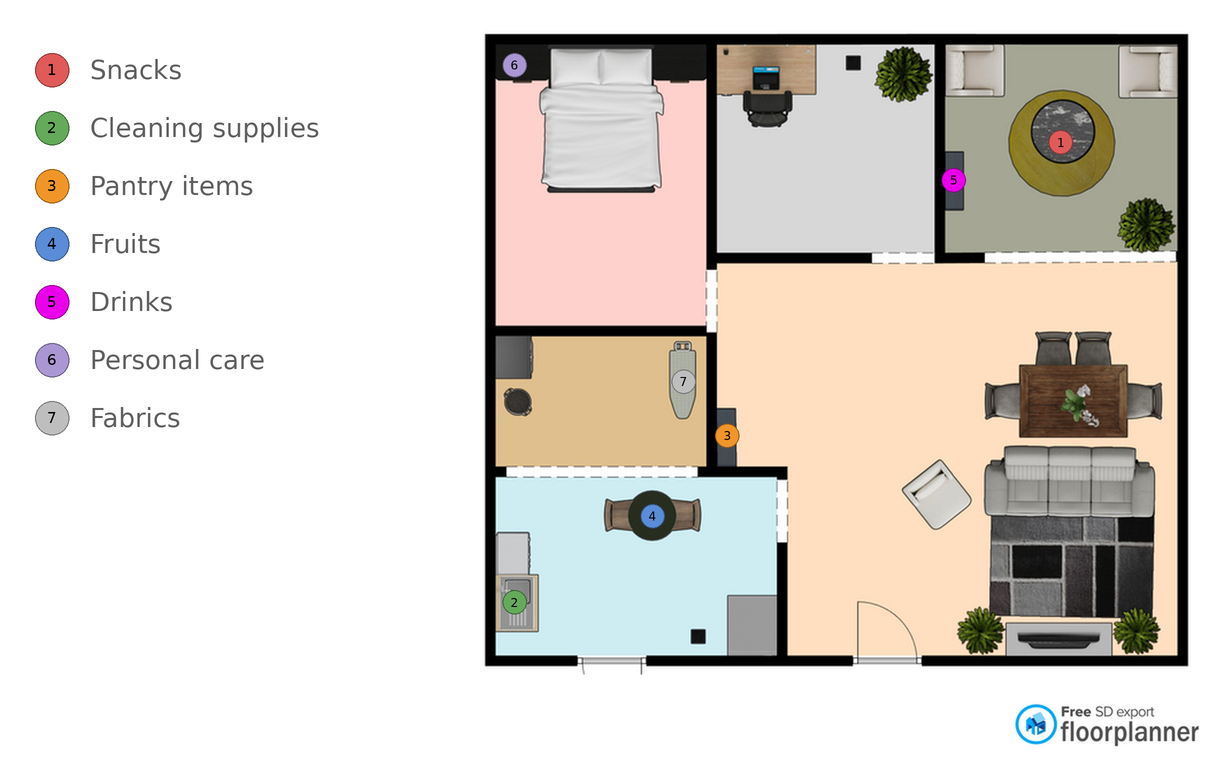 1 Snacks
2 Cleaning supplies
3 Pantry items
4 Fruits
5 Drinks
6 Personal care
7 Fabrics
6
1
5
7
3
4
2
Free SD export
floorplanner